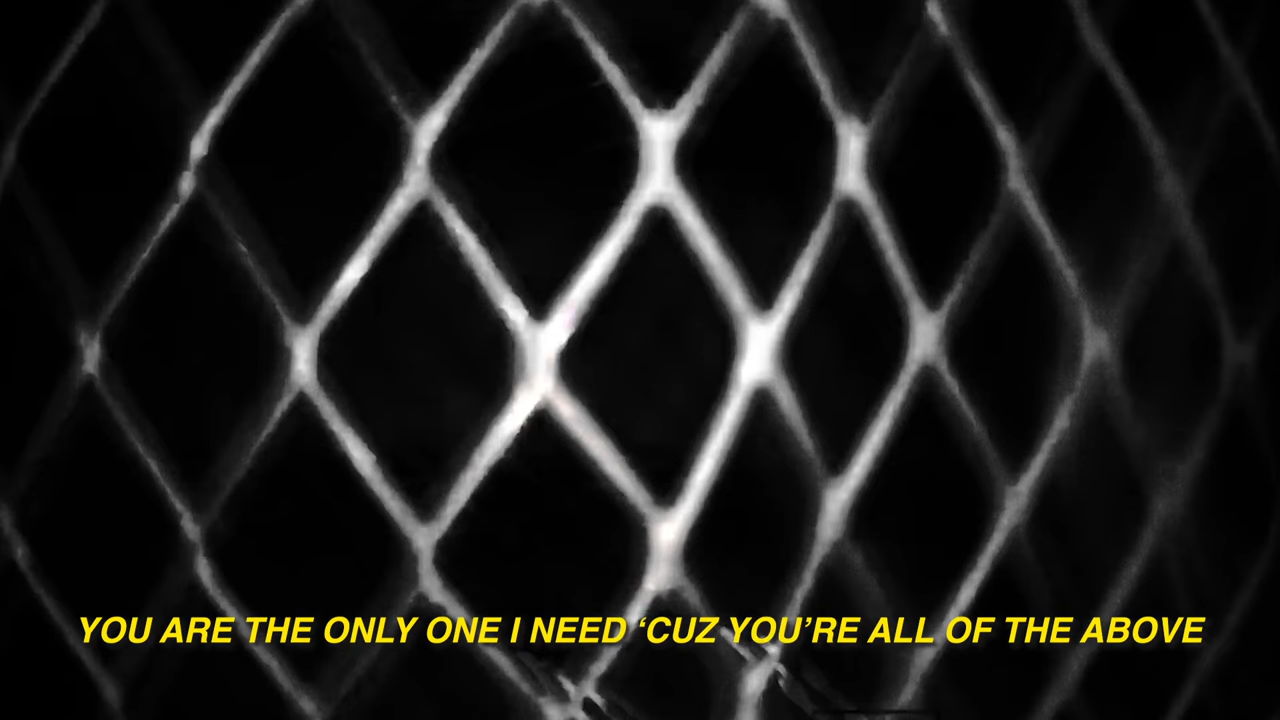 YOU ARE THE ONLY ONE I NEED ‘CUZ YOU’RE ALL OF THE ABOVE